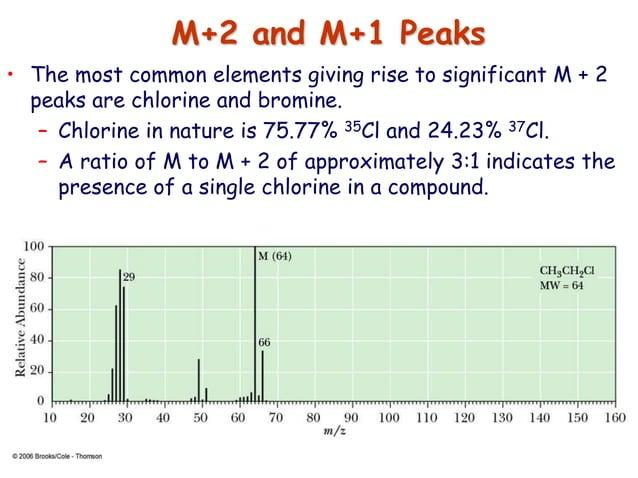 M+2 and M+1 Peaks
• The most common elements giving rise to significant M + 2
peaks are chlorine and bromine.
– Chlorine in nature is 75.77% ³⁵Cl and 24.23% ³⁷Cl.
– A ratio of M to M + 2 of approximately 3:1 indicates the
presence of a single chlorine in a compound.
Relative Abundance
100
80
60
40
20
0
29
M (64)
66
CH₃CH₂Cl
MW = 64
10 20 30 40 50 60 70 80 90 100 110 120 130 140 150 160
m/z
© 2006 Brooks/Cole - Thomson